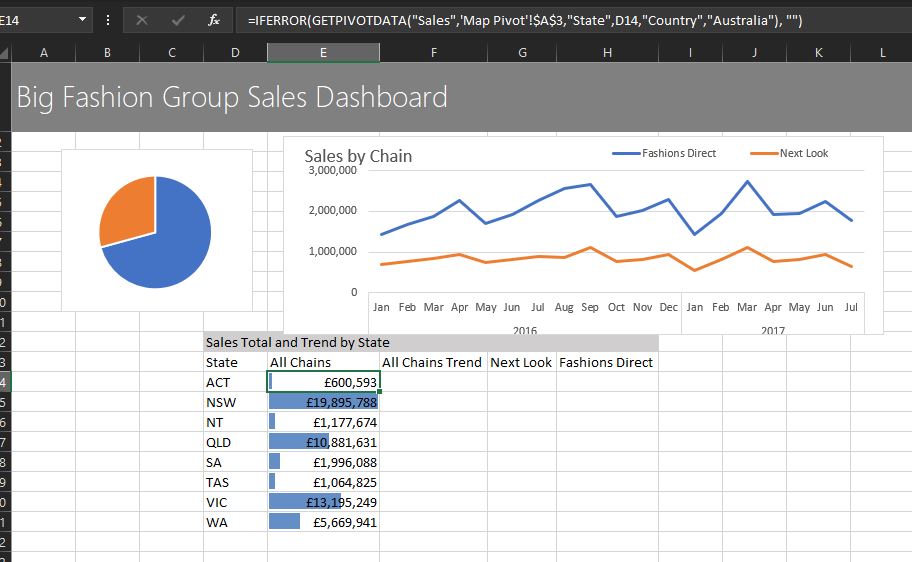 E14 =IFERROR(GETPIVOTDATA("Sales",'Map Pivot'!$A$3,"State",D14,"Country","Australia"), "")
A B C D E F G H I J K L
Big Fashion Group Sales Dashboard
Sales by Chain
Fashions Direct Next Look
3,000,000
2,000,000
1,000,000
0
Jan Feb Mar Apr May Jun Jul Aug Sep Oct Nov Dec Jan Feb Mar Apr May Jun Jul
2016 2017
Sales Total and Trend by State
State All Chains All Chains Trend Next Look Fashions Direct
ACT £600,593
NSW £19,895,788
NT £1,177,674
QLD £10,881,631
SA £1,996,088
TAS £1,064,825
VIC £13,195,249
WA £5,669,941